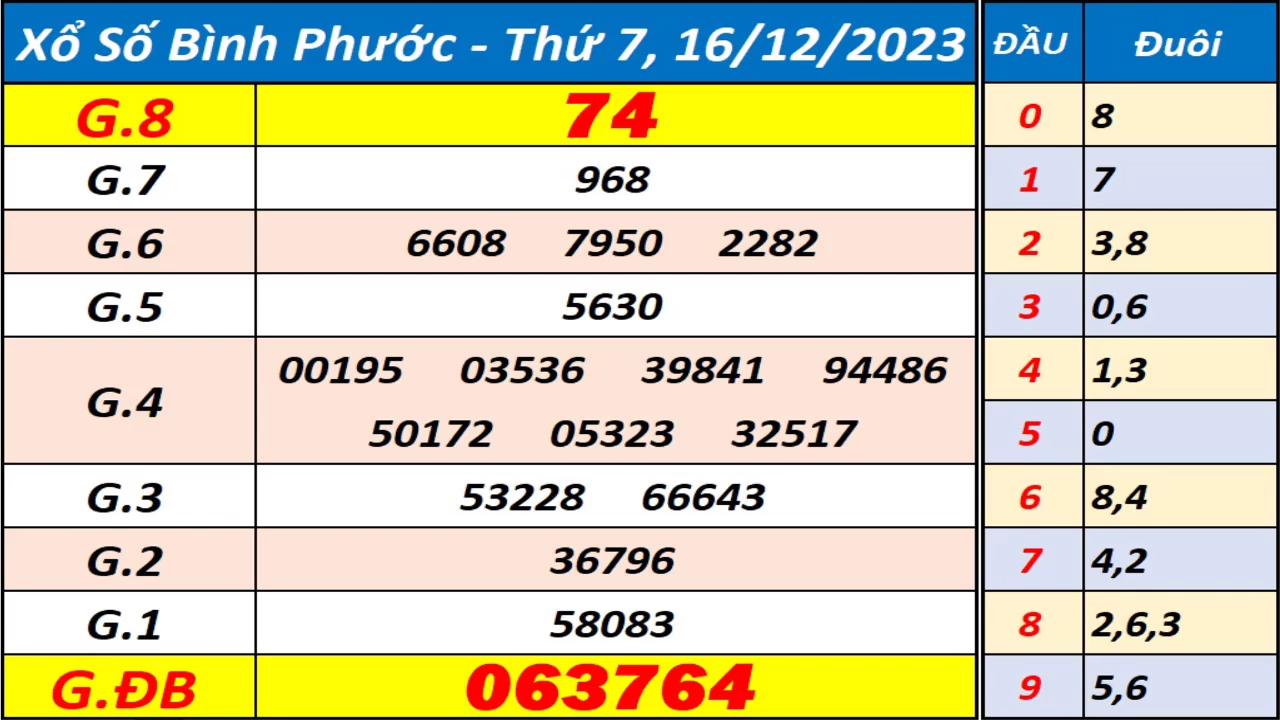 Xổ Số Bình Phước - Thứ 7, 16/12/2023
G.8 74
G.7 968
G.6 6608 7950 2282
G.5 5630
G.4
00195 03536 39841 94486
50172 05323 32517
G.3 53228 66643
G.2 36796
G.1 58083
G.ĐB 063764
ĐẦU Đuôi
0 8
1 7
2 3,8
3 0,6
4 1,3
5 0
6 8,4
7 4,2
8 2,6,3
9 5,6